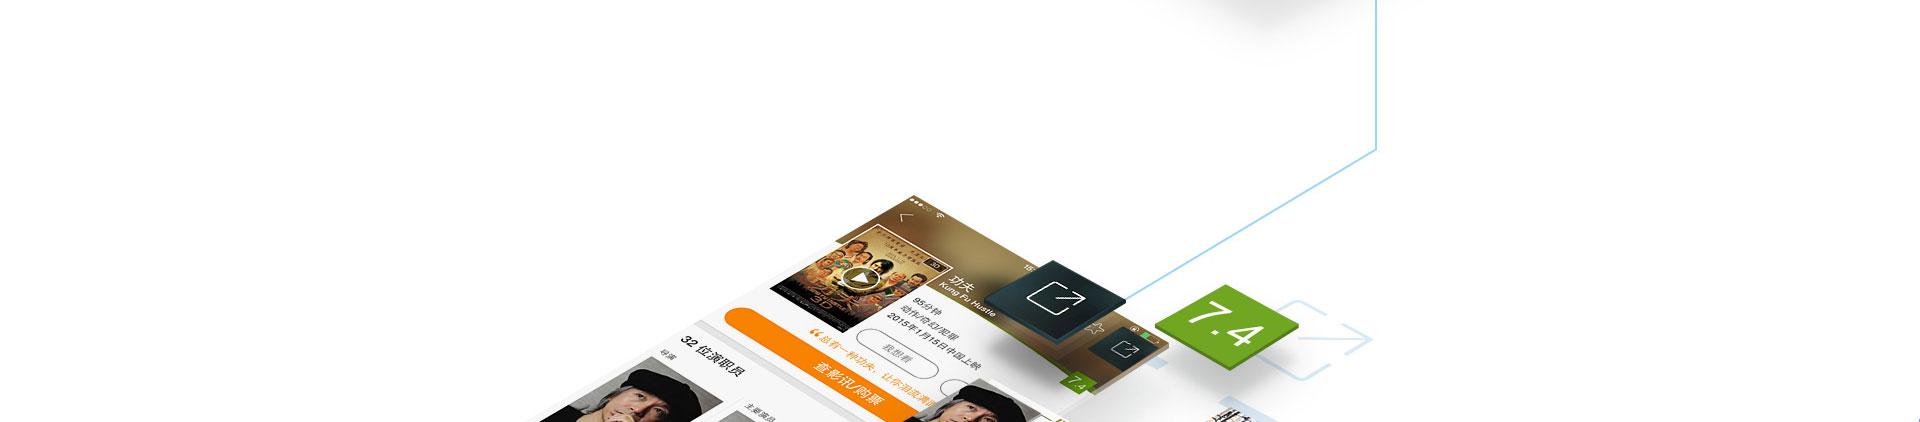 功夫
Kung Fu Hustle
95分钟
动作/奇幻/犯罪
2015年1月15日中国上映
我想看
“总有一种功夫，让你泪流满面
查影讯/购票
32 位演职员
导演
主要演员
3D
7.4
7.4